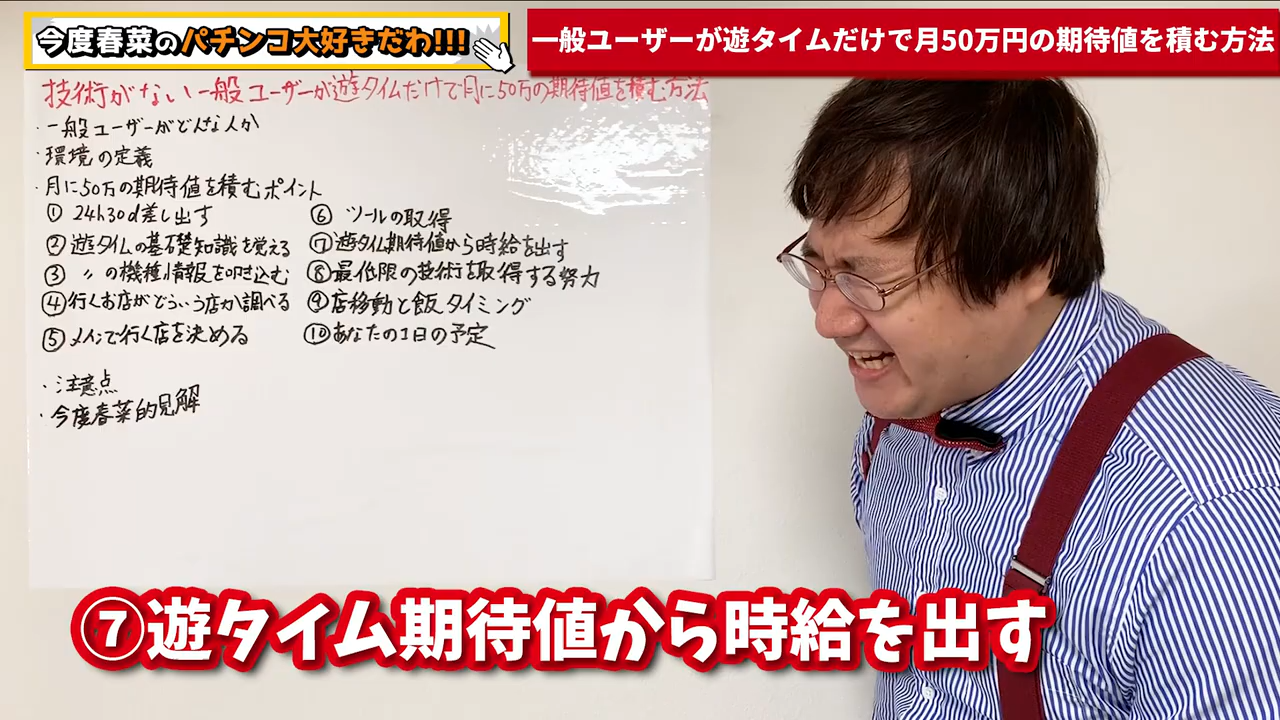 今度春菜のパチンコ大好きだわ!!!
一般ユーザーが遊タイムだけで月50万円の期待値を積む方法
技術がない一般ユーザーが遊タイムだけで月に50万の期待値を積む方法
・一般ユーザーがどんな人か
・環境の定義
・月に50万の期待値を積むポイント
① 24h30d差し出す
② 遊タイムの基礎知識を覚える
③ 〃の機種情報を叩き込む
④ 行くお店がどういう店か調べる
⑤ メインで行く店を決める
⑥ ツールの取得
⑦ 遊タイム期待値から時給を出す
⑧ 最低限の技術を取得する努力
⑨ 店移動と飯タイミング
⑩ あなたの1日の予定
・注意点
・今度春菜的見解
⑦遊タイム期待値から時給を出す